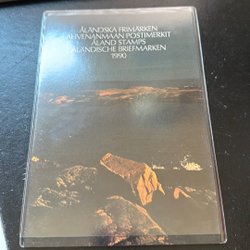 ÅLÄNDSKA FRIMÄRKEN
AHVENANMAAN POSTIMERKIT
ÅLAND STAMPS
ÅLÄNDISCHE BRIEFMARKEN
1990